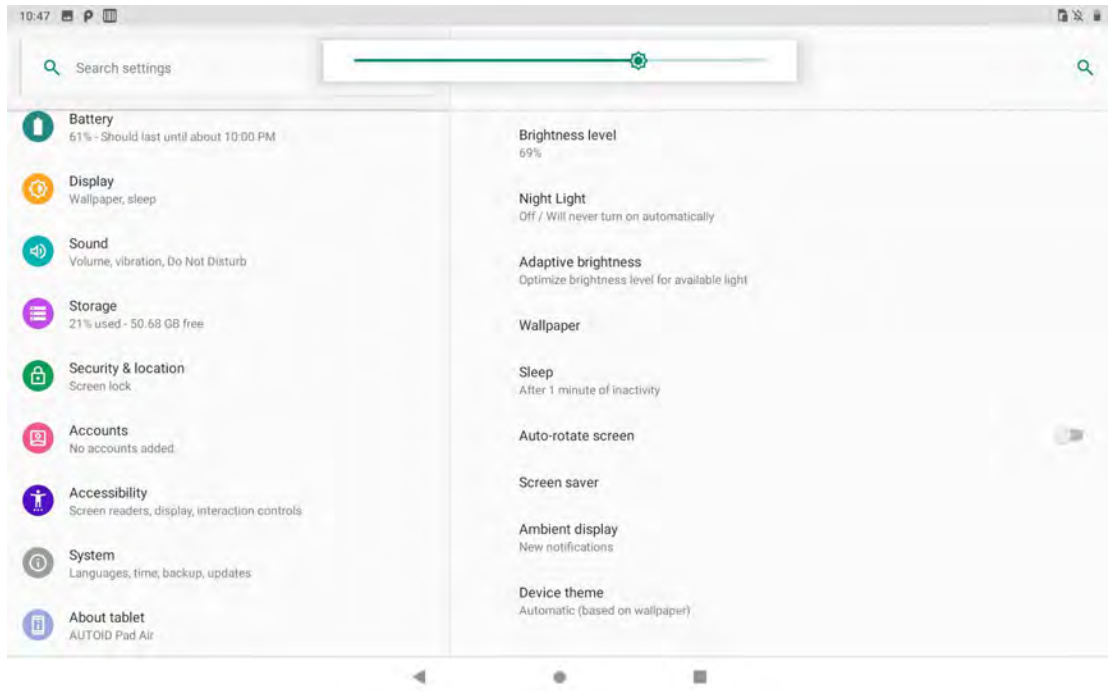 10:47
Search settings
Battery
61% - Should last until about 10:00 PM
Display
Wallpaper, sleep
Sound
Volume, vibration, Do Not Disturb
Storage
21% used - 50.68 GB free
Security & location
Screen lock
Accounts
No accounts added
Accessibility
Screen readers, display, interaction controls
System
Languages, time, backup, updates
About tablet
AUTOID Pad Air
Brightness level
69%
Night Light
Off / Will never turn on automatically
Adaptive brightness
Optimize brightness level for available light
Wallpaper
Sleep
After 1 minute of inactivity
Auto-rotate screen
Screen saver
Ambient display
New notifications
Device theme
Automatic (based on wallpaper)